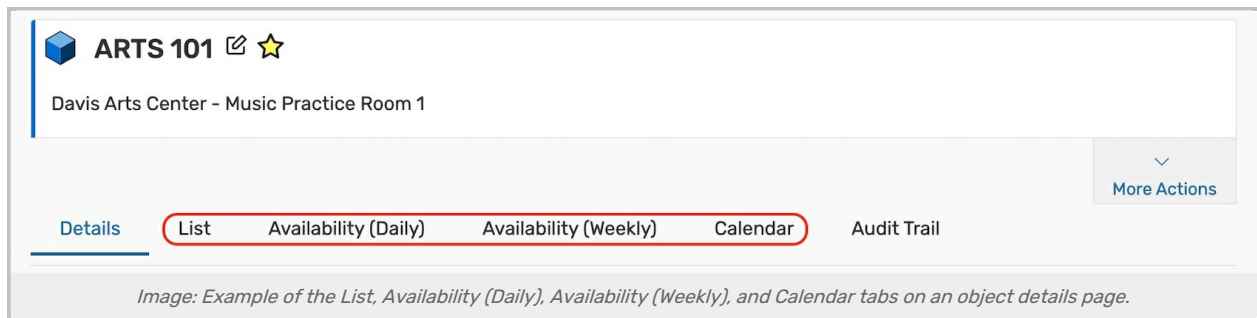 ARTS 101
Davis Arts Center - Music Practice Room 1
More Actions
Details List Availability (Daily) Availability (Weekly) Calendar Audit Trail
Image: Example of the List, Availability (Daily), Availability (Weekly), and Calendar tabs on an object details page.